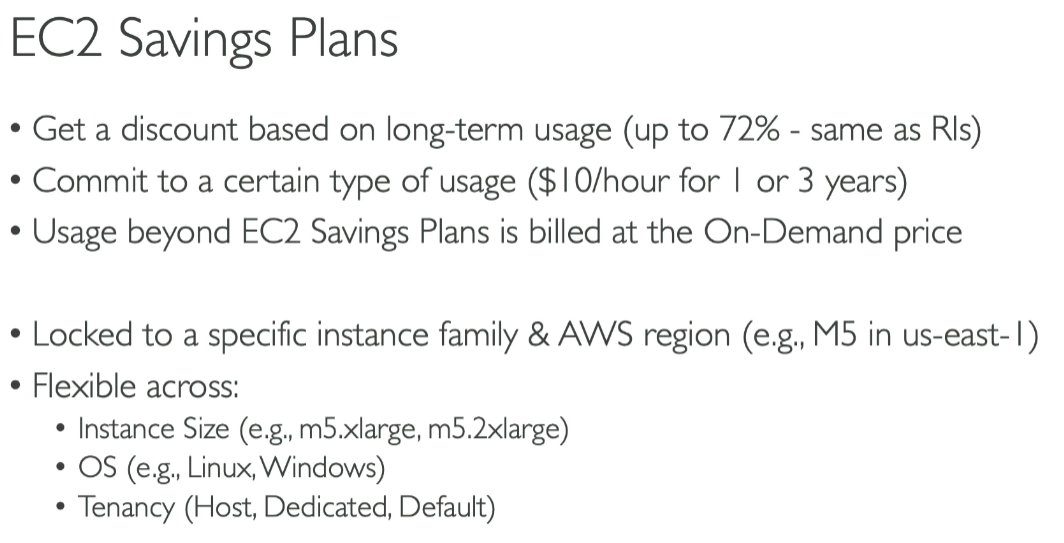 EC2 Savings Plans
• Get a discount based on long-term usage (up to 72% - same as RIs)
• Commit to a certain type of usage ($10/hour for 1 or 3 years)
• Usage beyond EC2 Savings Plans is billed at the On-Demand price
• Locked to a specific instance family & AWS region (e.g., M5 in us-east-1)
• Flexible across:
• Instance Size (e.g., m5.xlarge, m5.2xlarge)
• OS (e.g., Linux, Windows)
• Tenancy (Host, Dedicated, Default)